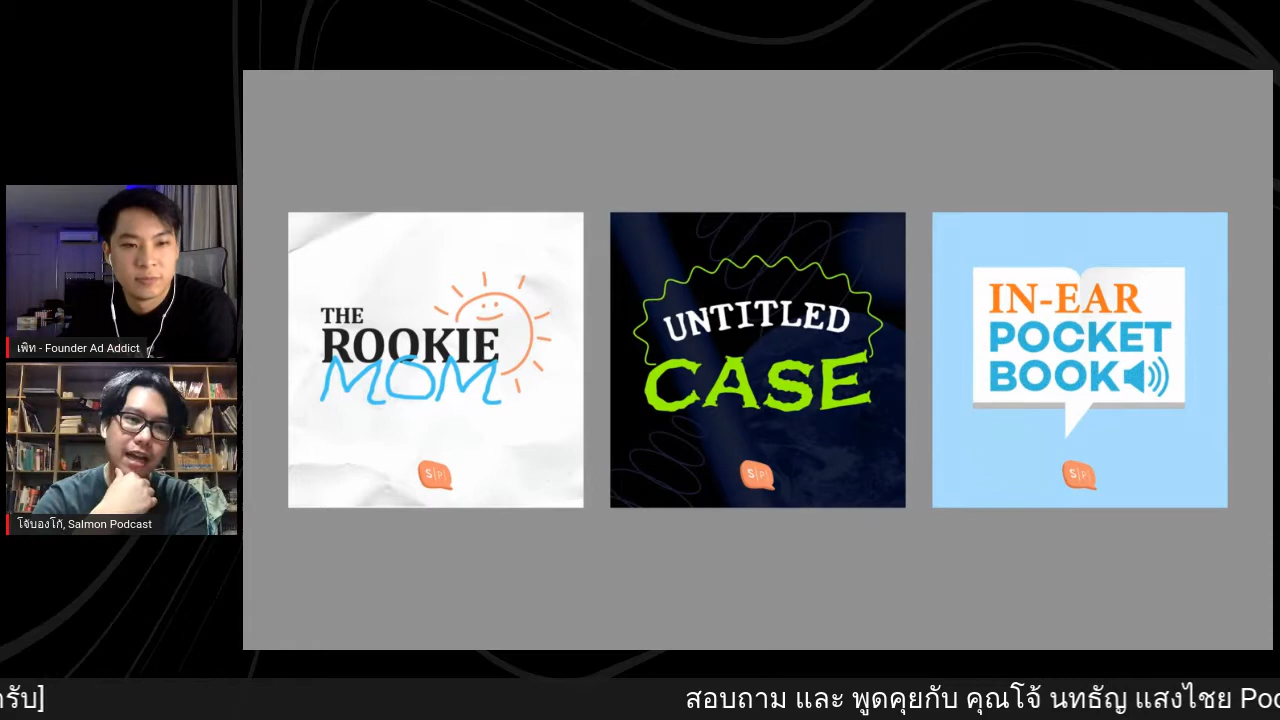 เพิท - Founder Ad Addict
โจ้บองโก้, Salmon Podcast
THE
ROOKIE
MOM
S|P|
UNTITLED
CASE
S|P|
IN-EAR
POCKET
BOOK
S|P|
รับ]
สอบถาม และ พูดคุยกับ คุณโจ้ นทธัญ แสงไชย Poc